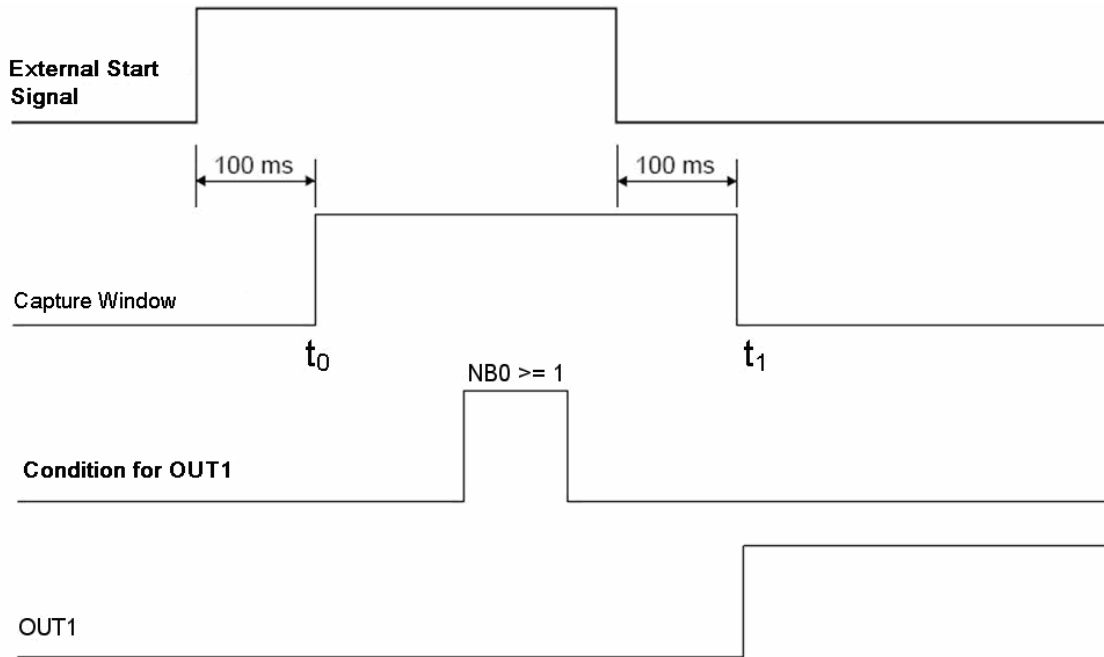 External Start
Signal
100 ms
100 ms
Capture Window
t₀
t₁
NB0 >= 1
Condition for OUT1
OUT1